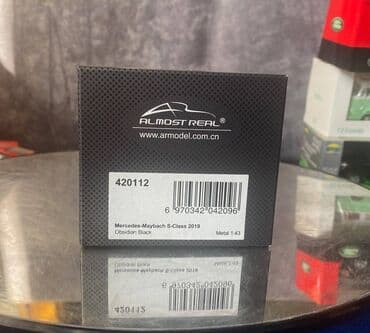 ALMOST REAL®
www.armodel.com.cn
420112
6 970342 042096
Mercedes-Maybach S-Class 2019
Obsidian Black
Metal 1:43